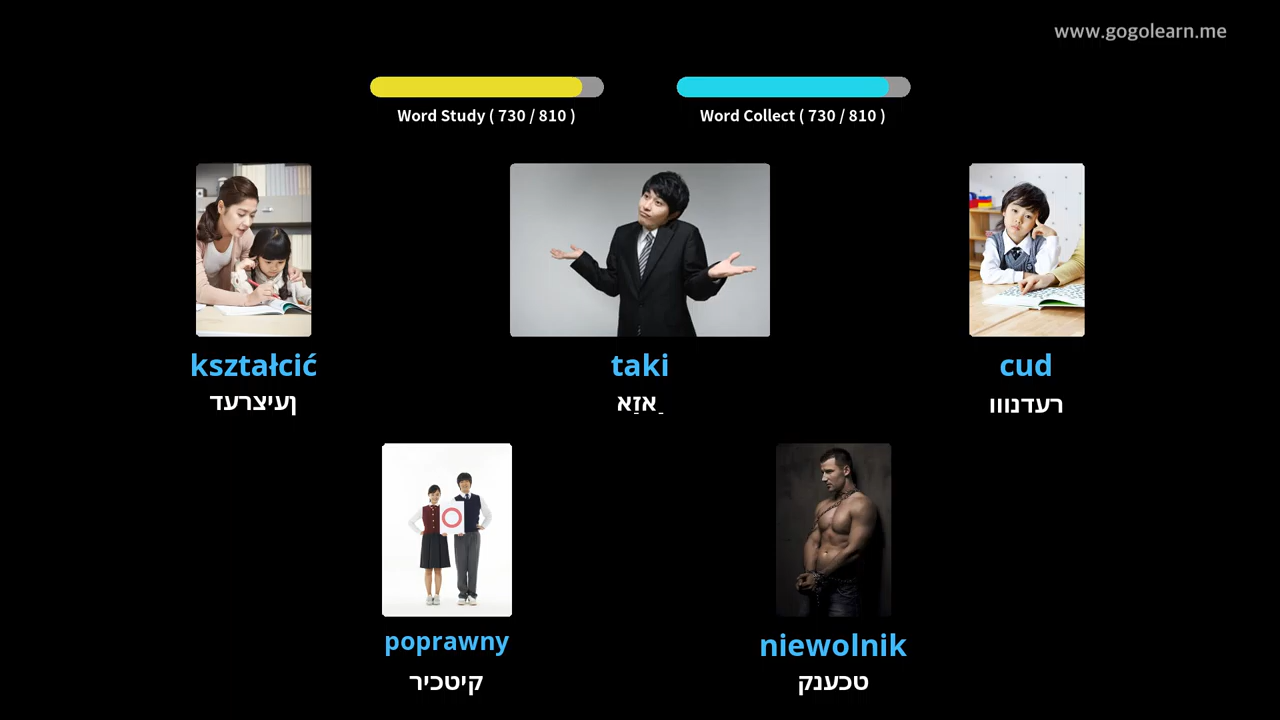 www.gogolearn.me
Word Study ( 730 / 810 )
Word Collect ( 730 / 810 )
kształcić
taki
cud
ןעיצרעד
ַאזַא
רעדנווו
poprawny
niewolnik
קיטכיר
טכענק